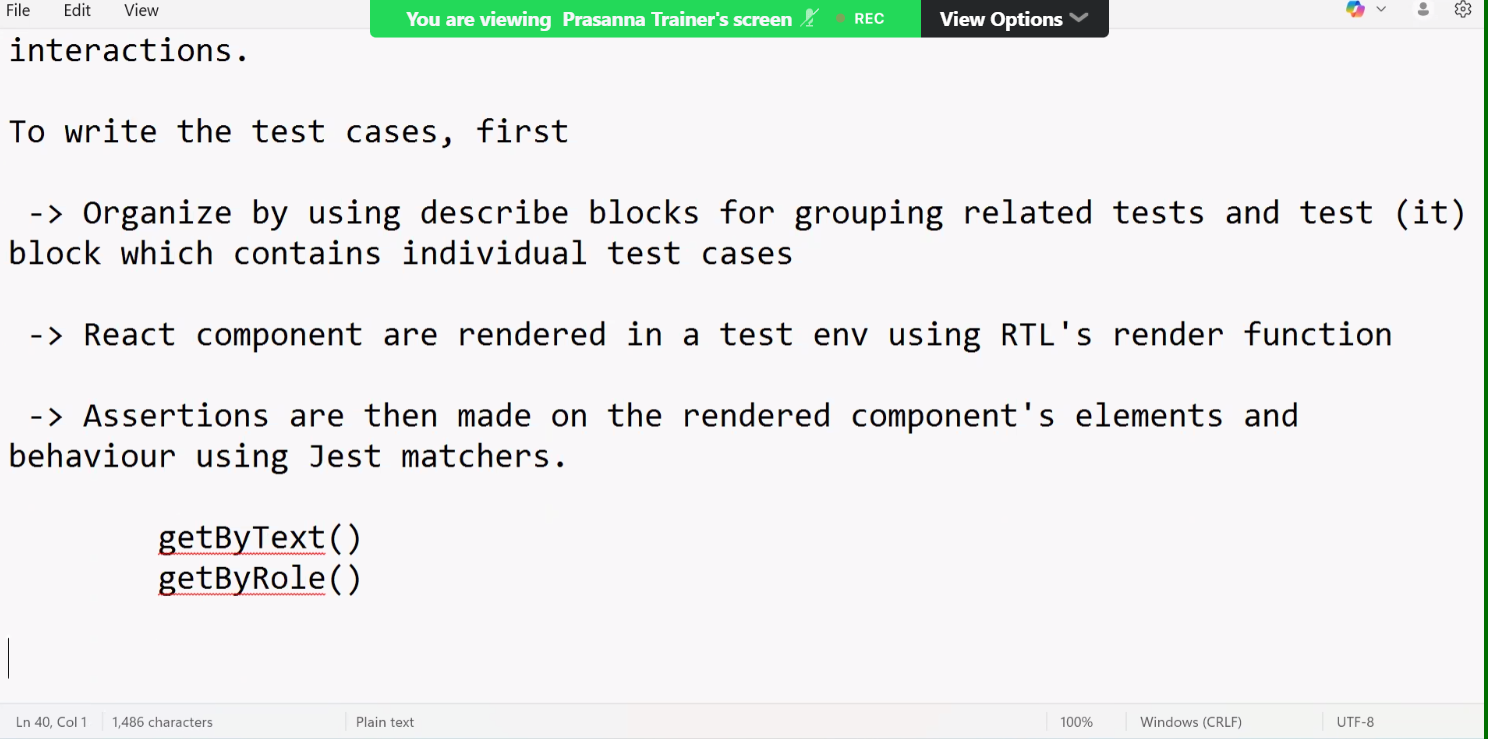 File Edit View
You are viewing Prasanna Trainer's screen REC View Options
interactions.
To write the test cases, first
-> Organize by using describe blocks for grouping related tests and test (it)
block which contains individual test cases
-> React component are rendered in a test env using RTL's render function
-> Assertions are then made on the rendered component's elements and
behaviour using Jest matchers.
getByText()
getByRole()
Ln 40, Col 1 1,486 characters Plain text 100% Windows (CRLF) UTF-8